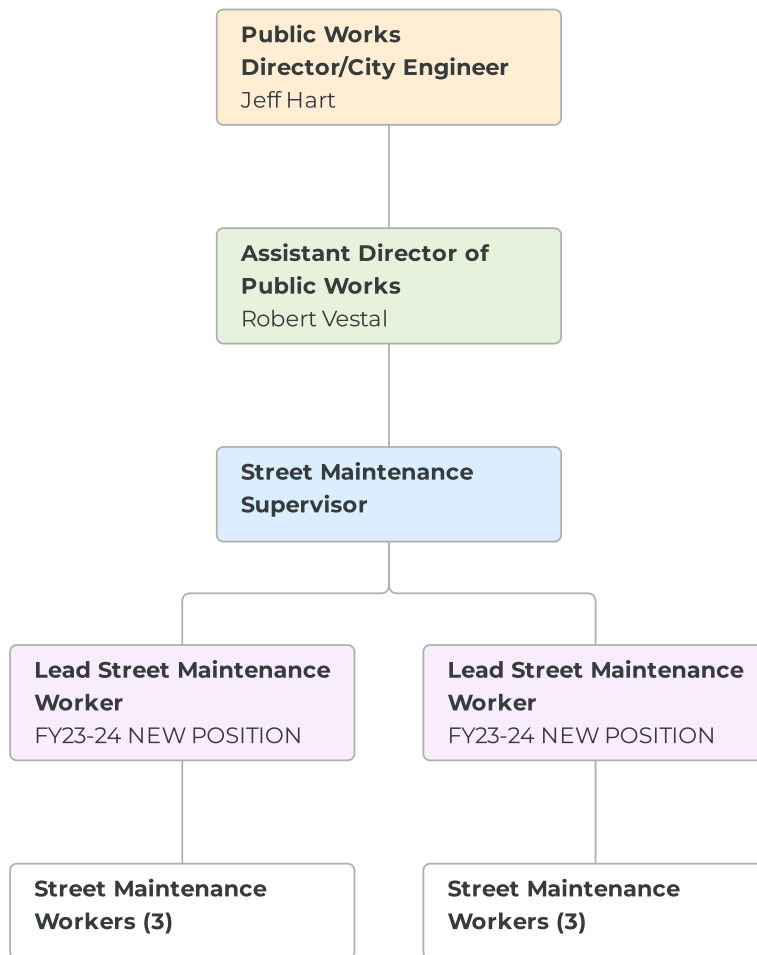 Public Works
Director/City Engineer
Jeff Hart
Assistant Director of
Public Works
Robert Vestal
Street Maintenance
Supervisor
Lead Street Maintenance
Worker
FY23-24 NEW POSITION
Lead Street Maintenance
Worker
FY23-24 NEW POSITION
Street Maintenance
Workers (3)
Street Maintenance
Workers (3)